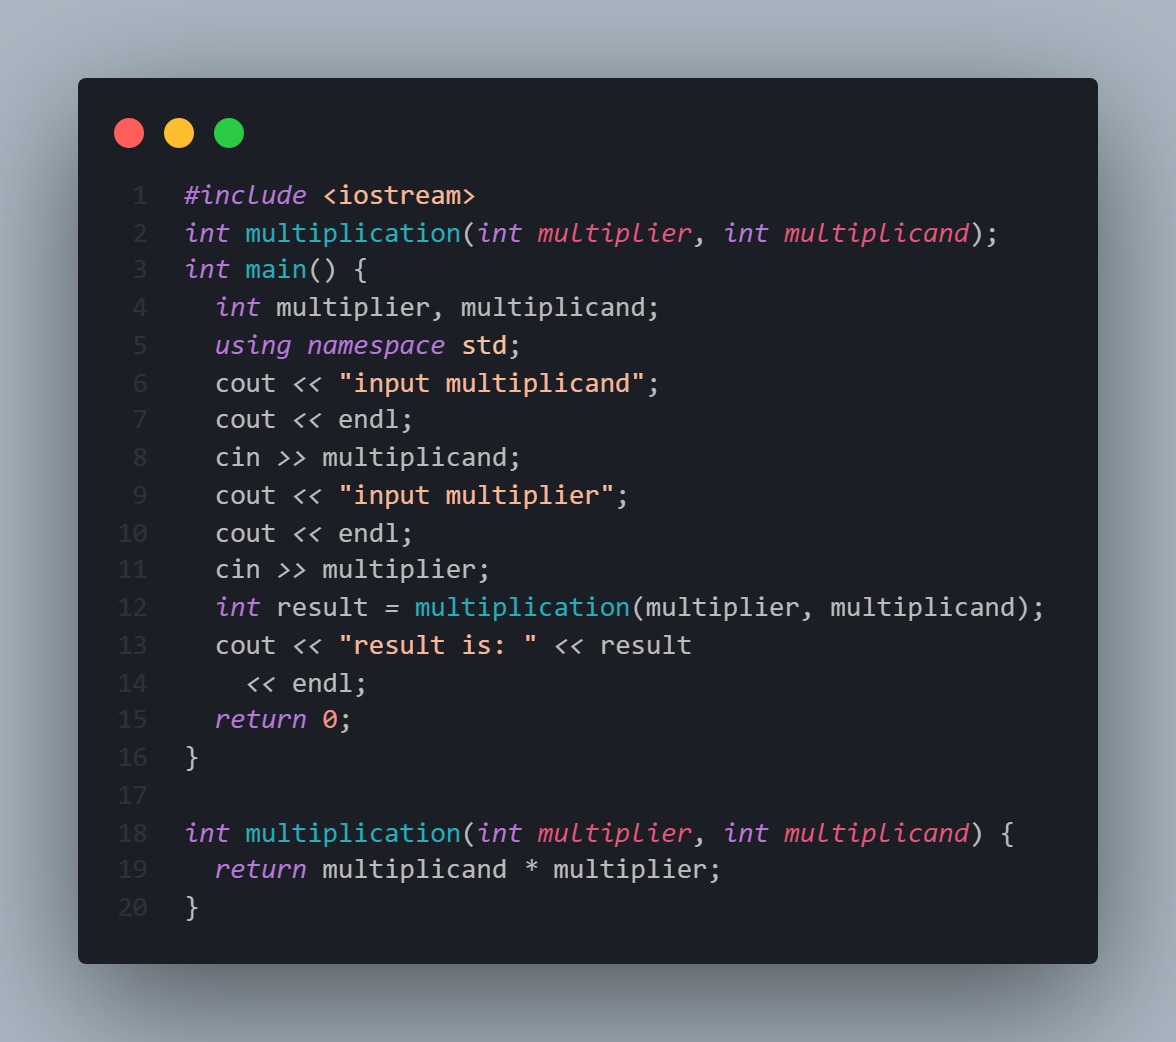 1 #include <iostream>
2 int multiplication(int multiplier, int multiplicand);
3 int main() {
4   int multiplier, multiplicand;
5   using namespace std;
6   cout << "input multiplicand";
7   cout << endl;
8   cin >> multiplicand;
9   cout << "input multiplier";
10   cout << endl;
11   cin >> multiplier;
12   int result = multiplication(multiplier, multiplicand);
13   cout << "result is: " << result
14     << endl;
15   return 0;
16 }
17
18 int multiplication(int multiplier, int multiplicand) {
19   return multiplicand * multiplier;
20 }